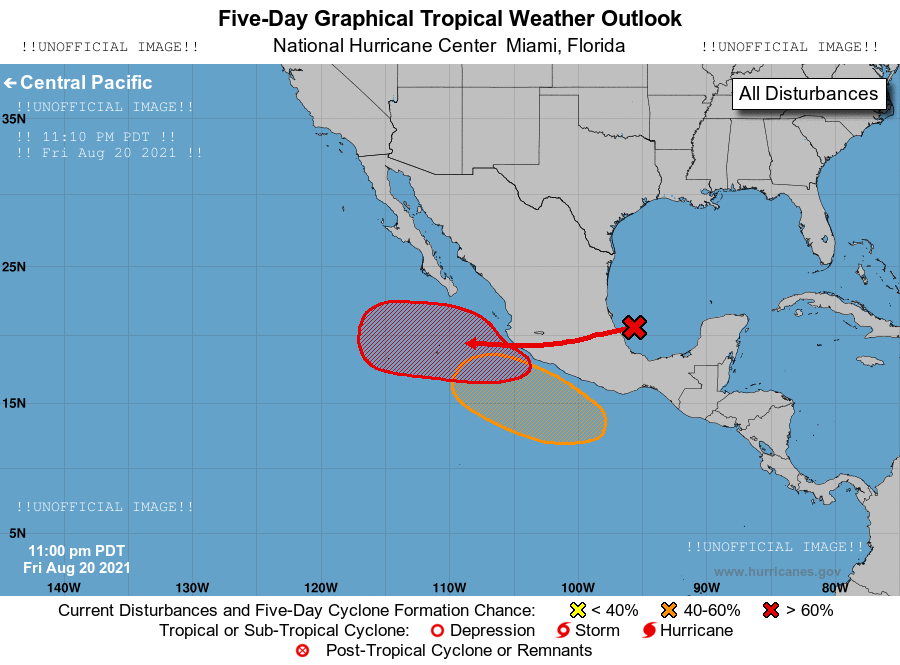 Five-Day Graphical Tropical Weather Outlook
!!UNOFFICIAL IMAGE!! National Hurricane Center  Miami, Florida !!UNOFFICIAL IMAGE!!
← Central Pacific
All Disturbances
!!UNOFFICIAL IMAGE!!
35N
!! 11:10 PM PDT !!
!! Fri Aug 20 2021 !!
25N
15N
!!UNOFFICIAL IMAGE!!
5N
11:00 pm PDT
Fri Aug 20 2021
!!UNOFFICIAL IMAGE!!
www.hurricanes.gov
140W 130W 120W 110W 100W 90W 80W
Current Disturbances and Five-Day Cyclone Formation Chance: < 40% 40-60% > 60%
Tropical or Sub-Tropical Cyclone: Depression Storm Hurricane
Post-Tropical Cyclone or Remnants